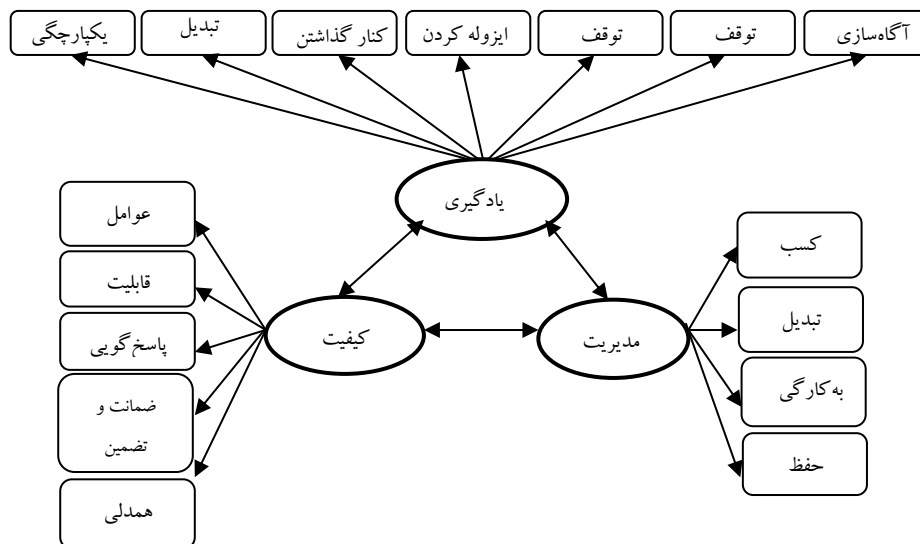 آگاه‌سازی
توقف
توقف
ایزوله کردن
کنار گذاشتن
تبدیل
یکپارچگی
یادگیری
عوامل
قابلیت
پاسخ‌گویی
ضمانت و
تضمین
همدلی
کیفیت
مدیریت
کسب
تبدیل
به‌کارگی
حفظ